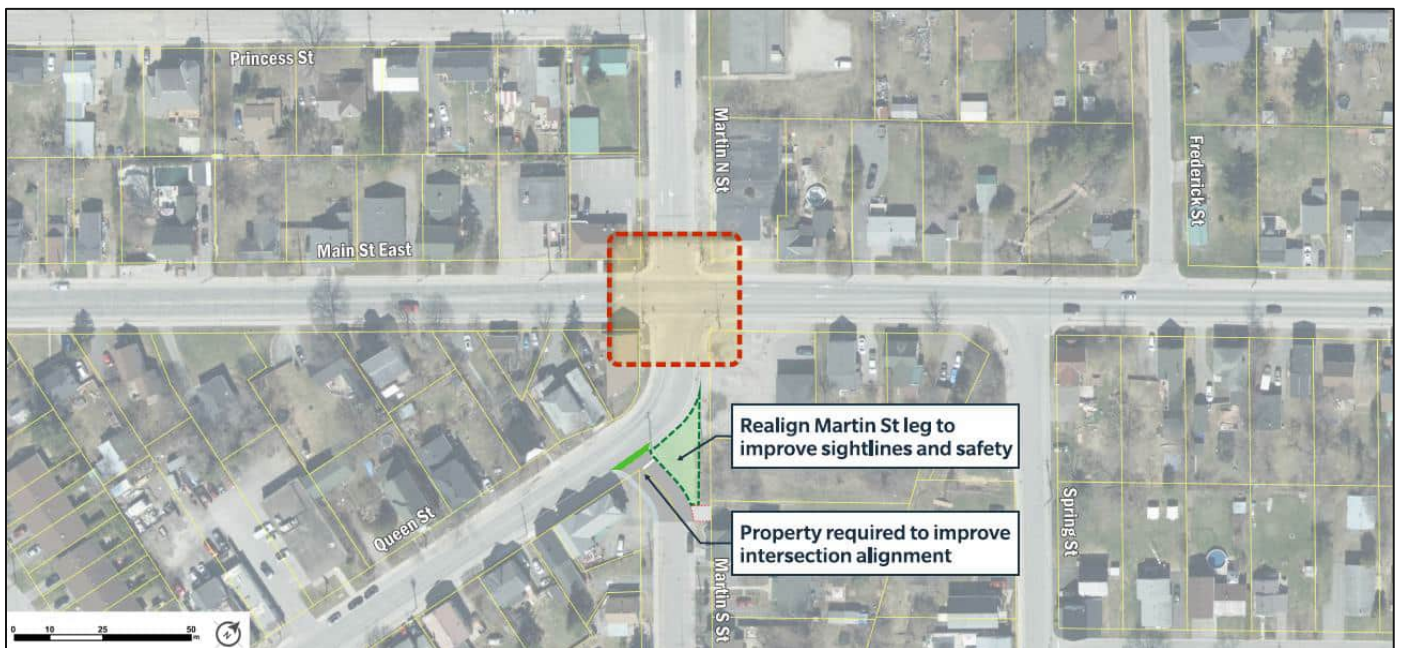 Princess St
Martin N St
Frederick St
Main St East
Realign Martin St leg to
improve sightlines and safety
Queen St
Spring St
Property required to improve
intersection alignment
Martin S St
0 10 25 50
m
N